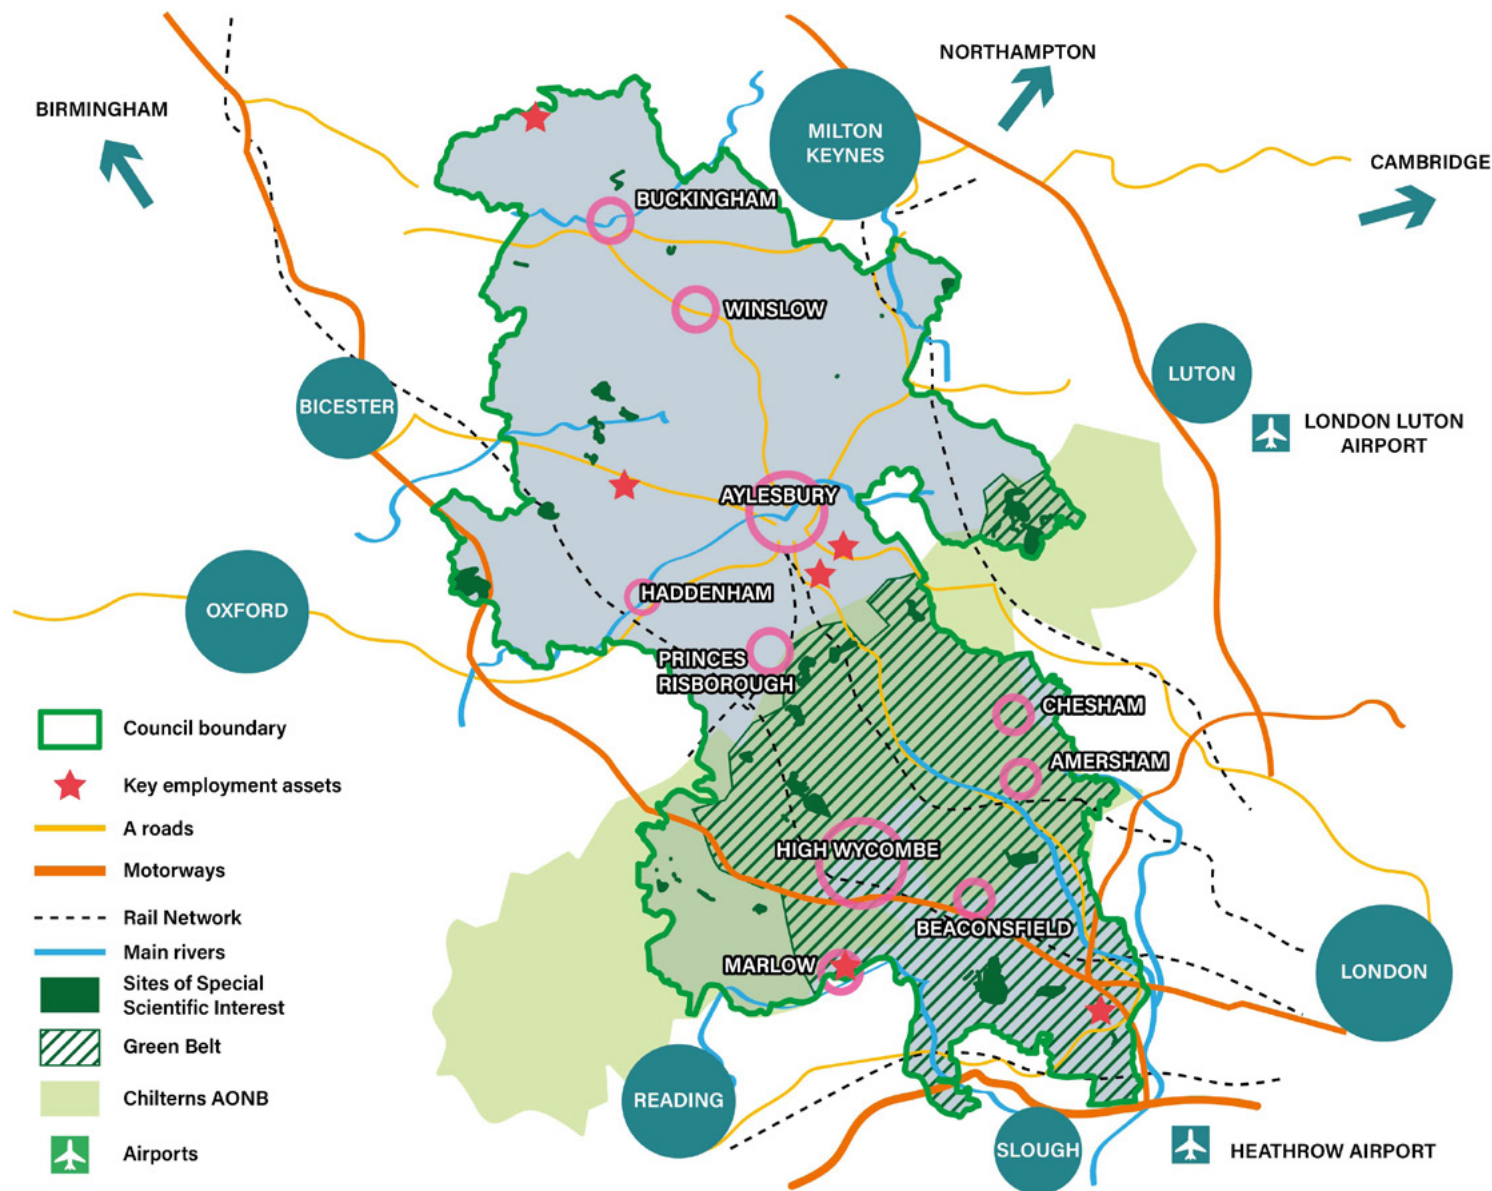 NORTHAMPTON
BIRMINGHAM
MILTON
KEYNES
CAMBRIDGE
BUCKINGHAM
WINSLOW
LUTON
BICESTER
LONDON LUTON
AIRPORT
AYLESBURY
OXFORD
HADDENHAM
PRINCES
RISBOROUGH
CHESHAM
AMERSHAM
HIGH WYCOMBE
BEACONSFIELD
MARLOW
LONDON
READING
SLOUGH
HEATHROW AIRPORT
Council boundary
Key employment assets
A roads
Motorways
Rail Network
Main rivers
Sites of Special
Scientific Interest
Green Belt
Chilterns AONB
Airports